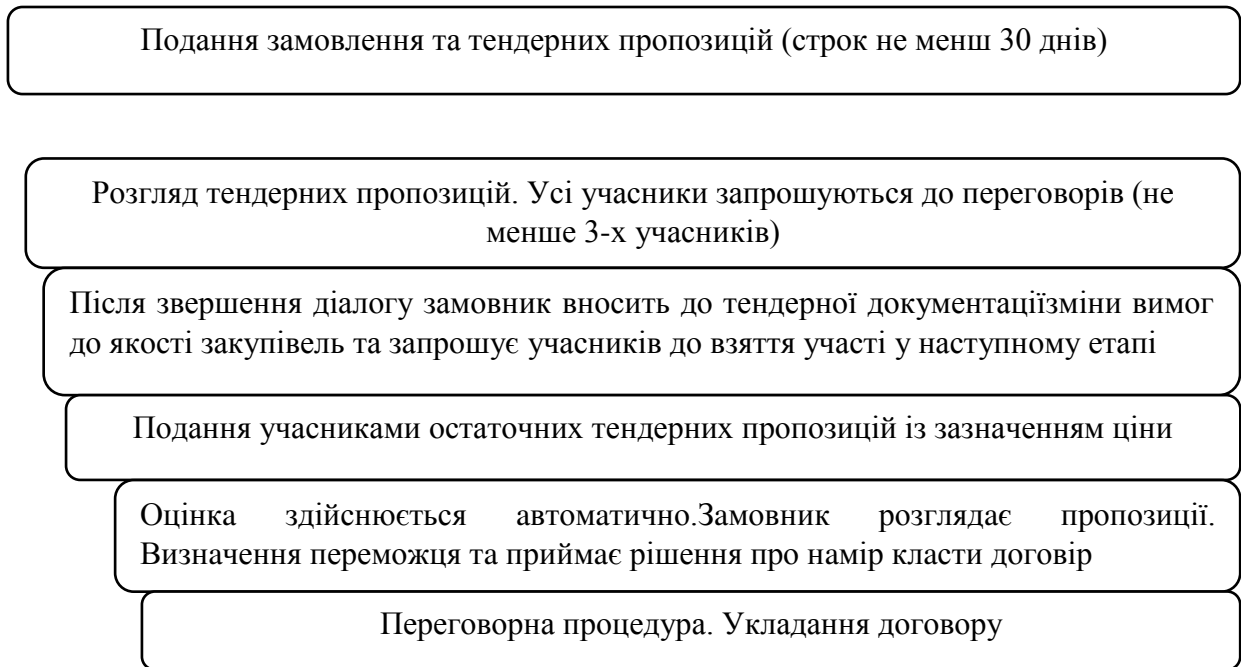 Подання замовлення та тендерних пропозицій (строк не менш 30 днів)
Розгляд тендерних пропозицій. Усі учасники запрошуються до переговорів (не
менше 3-х учасників)
Після звершення діалогу замовник вносить до тендерної документаціїзміни вимог
до якості закупівель та запрошує учасників до взяття участі у наступному етапі
Подання учасниками остаточних тендерних пропозицій із зазначенням ціни
Оцінка здійснюється автоматично.Замовник розглядає пропозиції.
Визначення переможця та приймає рішення про намір класти договір
Переговорна процедура. Укладання договору